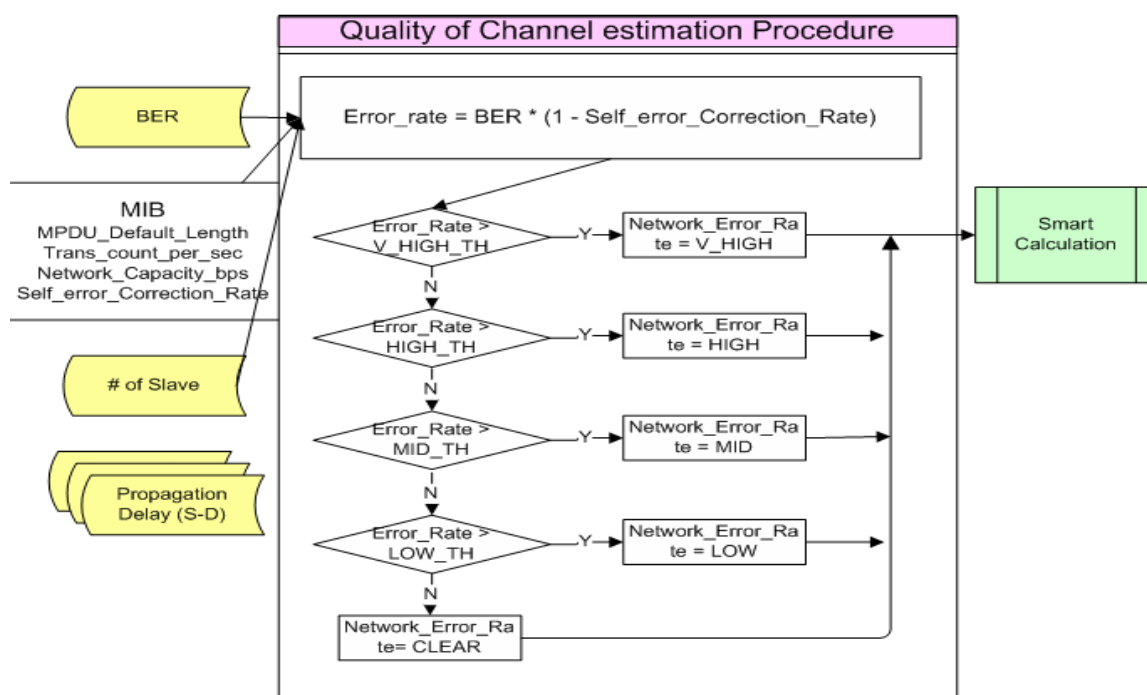 Quality of Channel estimation Procedure
BER
Error_rate = BER * (1 - Self_error_Correction_Rate)
MIB
MPDU_Default_Length
Trans_count_per_sec
Network_Capacity_bps
Self_error_Correction_Rate
# of Slave
Propagation
Delay (S-D)
Error_Rate >
V_HIGH_TH
Y
Network_Error_Ra
te = V_HIGH
N
Error_Rate >
HIGH_TH
Y
Network_Error_Ra
te = HIGH
N
Error_Rate >
MID_TH
Y
Network_Error_Ra
te = MID
N
Error_Rate >
LOW_TH
Y
Network_Error_Ra
te = LOW
N
Network_Error_Ra
te= CLEAR
Smart
Calculation